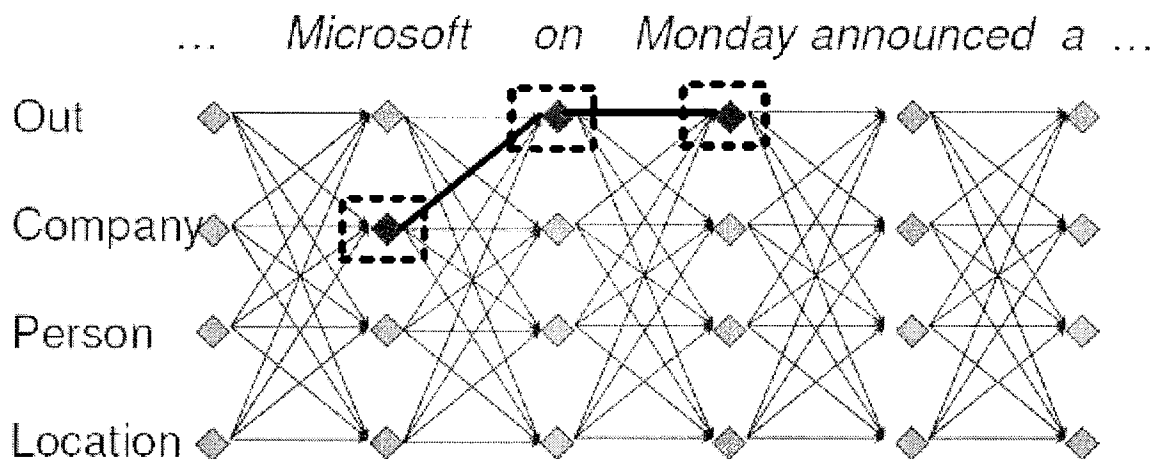 ... Microsoft on Monday announced a ...
Out
Company
Person
Location